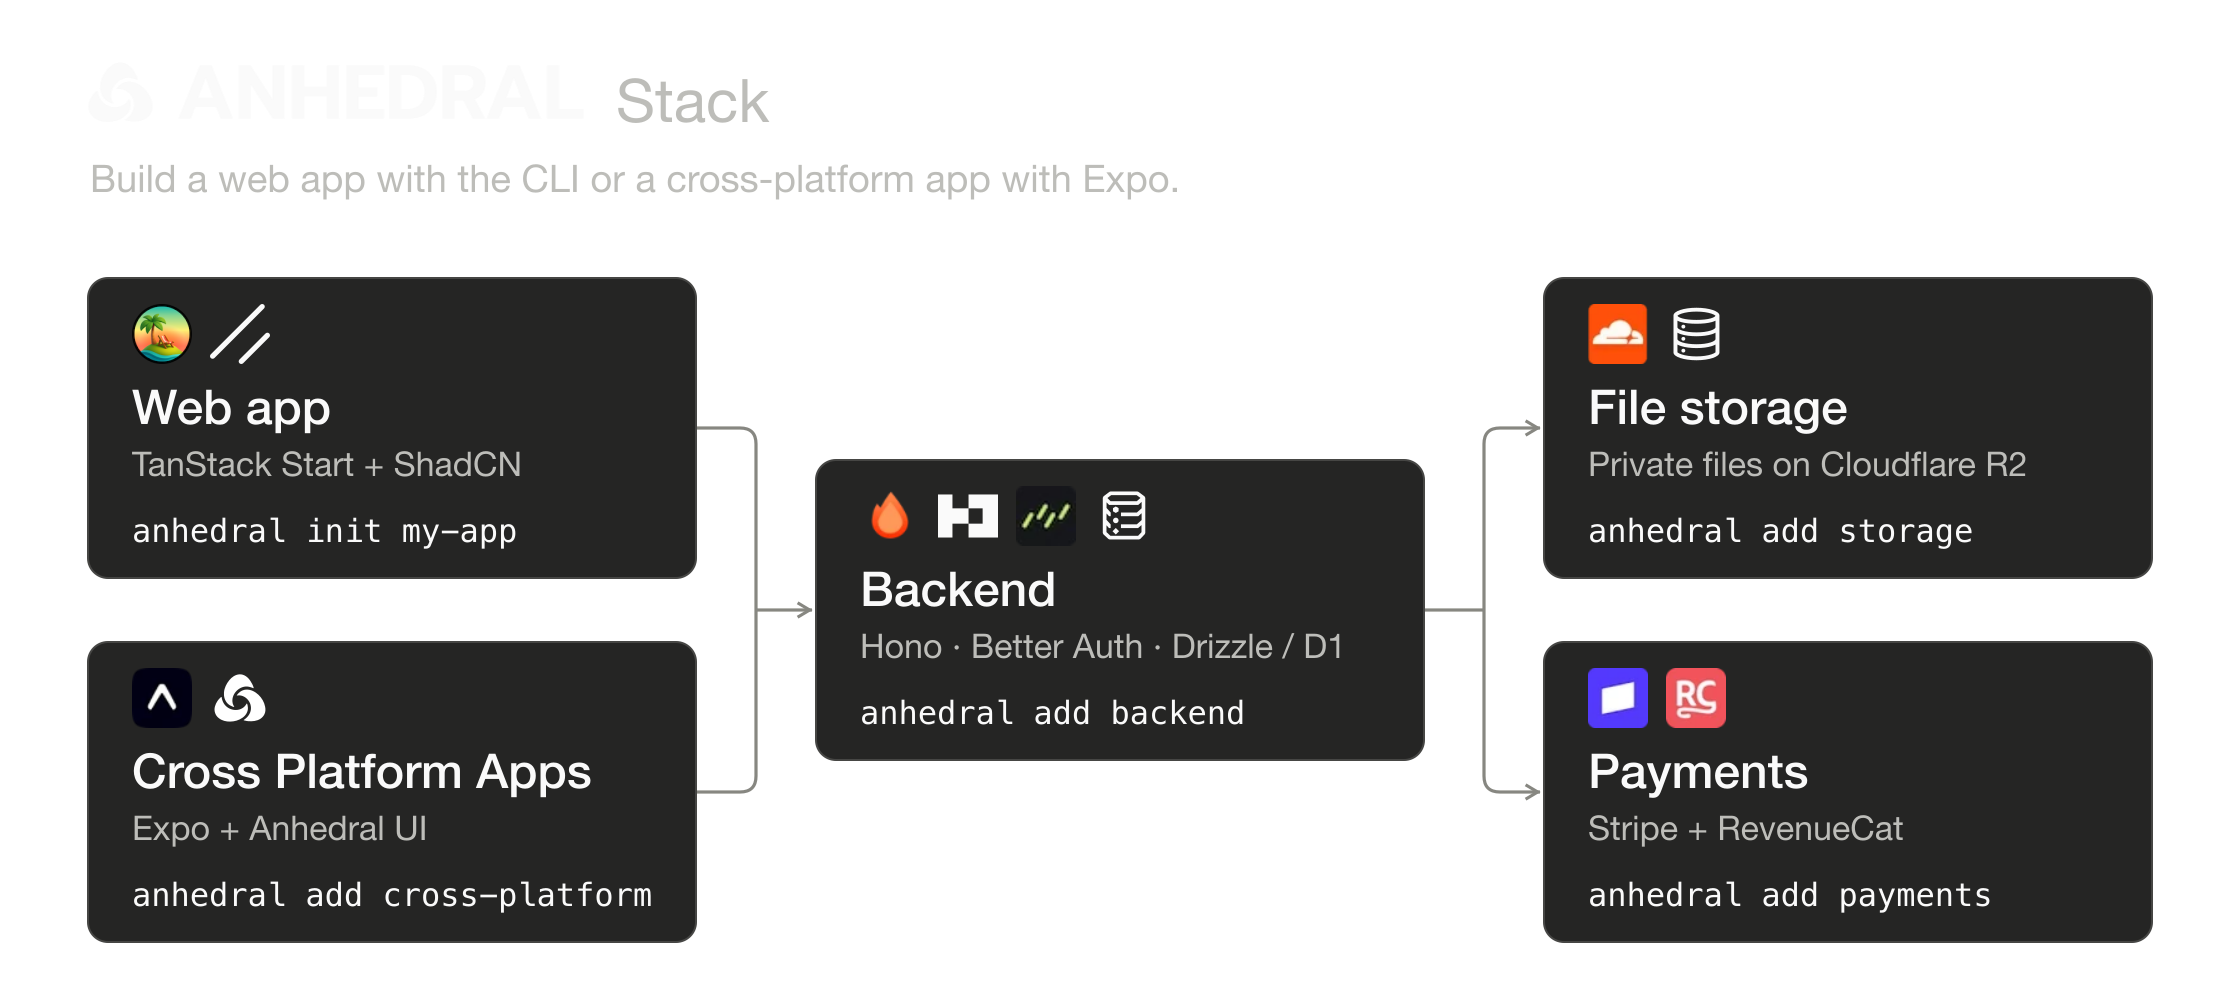 ANHEDRAL Stack
Build a web app with the CLI or a cross-platform app with Expo.
Web app
TanStack Start + ShadCN
anhedral init my-app
Cross Platform Apps
Expo + Anhedral UI
anhedral add cross-platform
Backend
Hono · Better Auth · Drizzle / D1
anhedral add backend
File storage
Private files on Cloudflare R2
anhedral add storage
RC
Payments
Stripe + RevenueCat
anhedral add payments